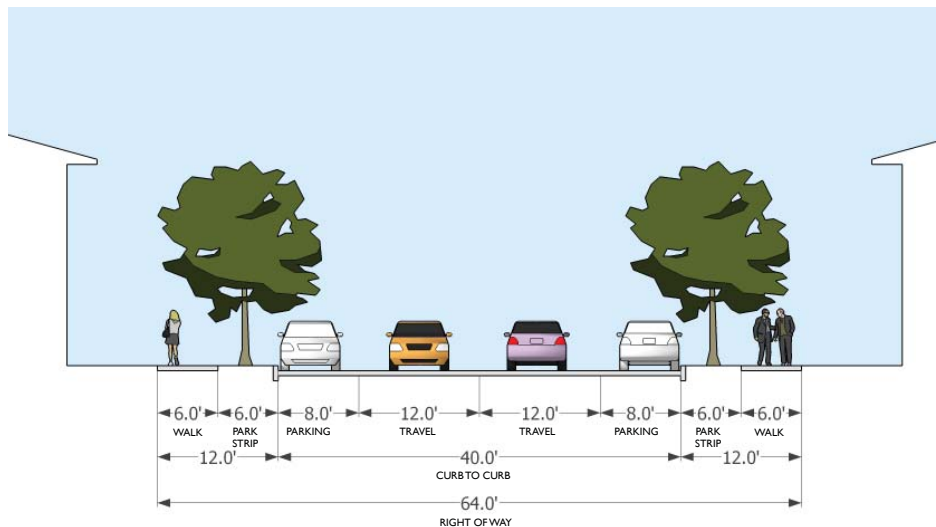 6.0' 6.0' 8.0' 12.0' 12.0' 8.0' 6.0' 6.0'
WALK PARK STRIP PARKING TRAVEL TRAVEL PARKING PARK STRIP WALK
12.0' 40.0' 12.0'
CURB TO CURB
64.0'
RIGHT OF WAY